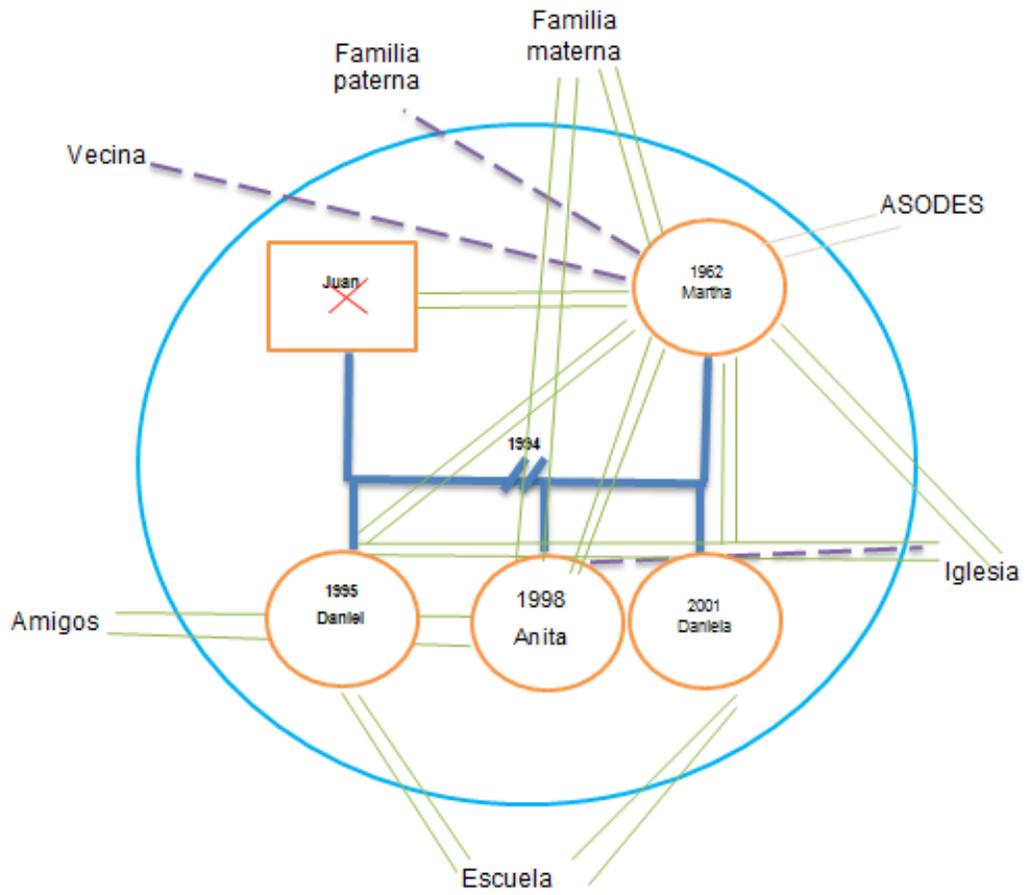 Familia
materna
Familia
paterna
Vecina
ASODES
Juan
1962
Martha
1994
1995
Daniel
1998
Anita
2001
Daniela
Iglesia
Amigos
Escuela